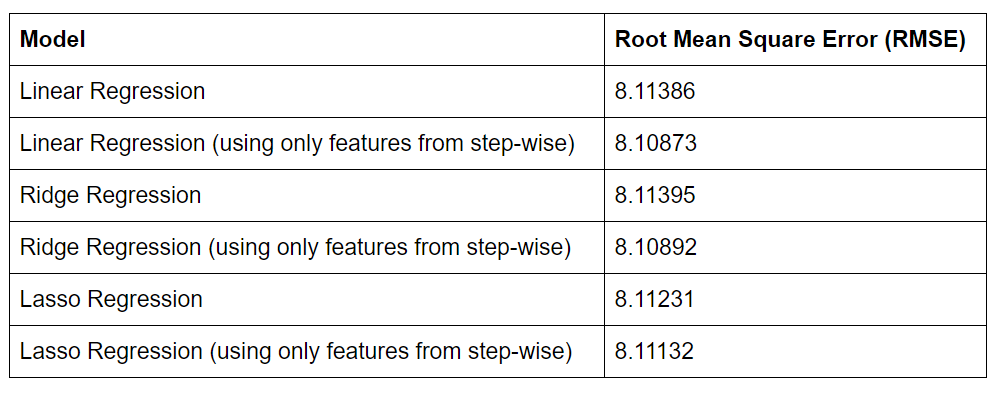 Model Root Mean Square Error (RMSE)
Linear Regression 8.11386
Linear Regression (using only features from step-wise) 8.10873
Ridge Regression 8.11395
Ridge Regression (using only features from step-wise) 8.10892
Lasso Regression 8.11231
Lasso Regression (using only features from step-wise) 8.11132